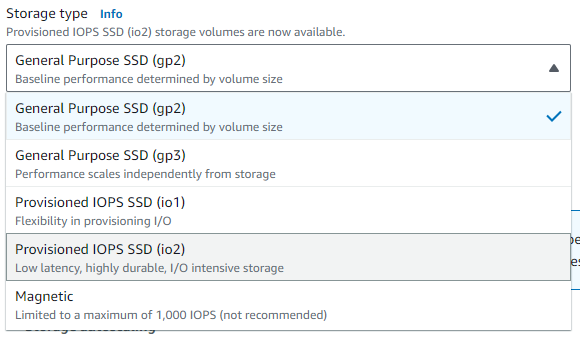 Storage type Info
Provisioned IOPS SSD (io2) storage volumes are now available.
General Purpose SSD (gp2)
Baseline performance determined by volume size
General Purpose SSD (gp2)
Baseline performance determined by volume size
General Purpose SSD (gp3)
Performance scales independently from storage
Provisioned IOPS SSD (io1)
Flexibility in provisioning I/O
Provisioned IOPS SSD (io2)
Low latency, highly durable, I/O intensive storage
Magnetic
Limited to a maximum of 1,000 IOPS (not recommended)